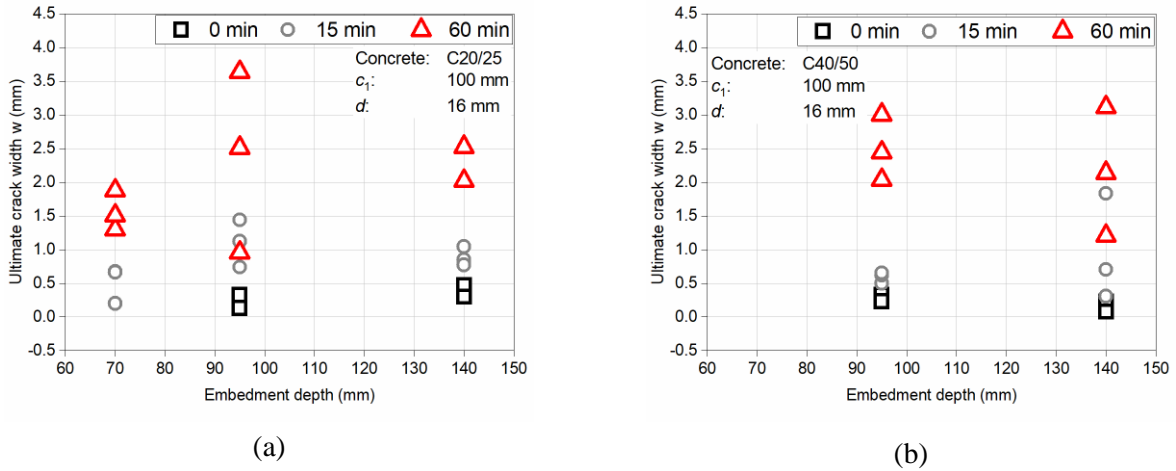 0 min 15 min 60 min
Concrete: C20/25
c1: 100 mm
d: 16 mm
Ultimate crack width w (mm)
4.5
4.0
3.5
3.0
2.5
2.0
1.5
1.0
0.5
0.0
-0.5
60 70 80 90 100 110 120 130 140 150
Embedment depth (mm)
(a)
0 min 15 min 60 min
Concrete: C40/50
c1: 100 mm
d: 16 mm
Ultimate crack width w (mm)
4.5
4.0
3.5
3.0
2.5
2.0
1.5
1.0
0.5
0.0
-0.5
60 70 80 90 100 110 120 130 140 150
Embedment depth (mm)
(b)